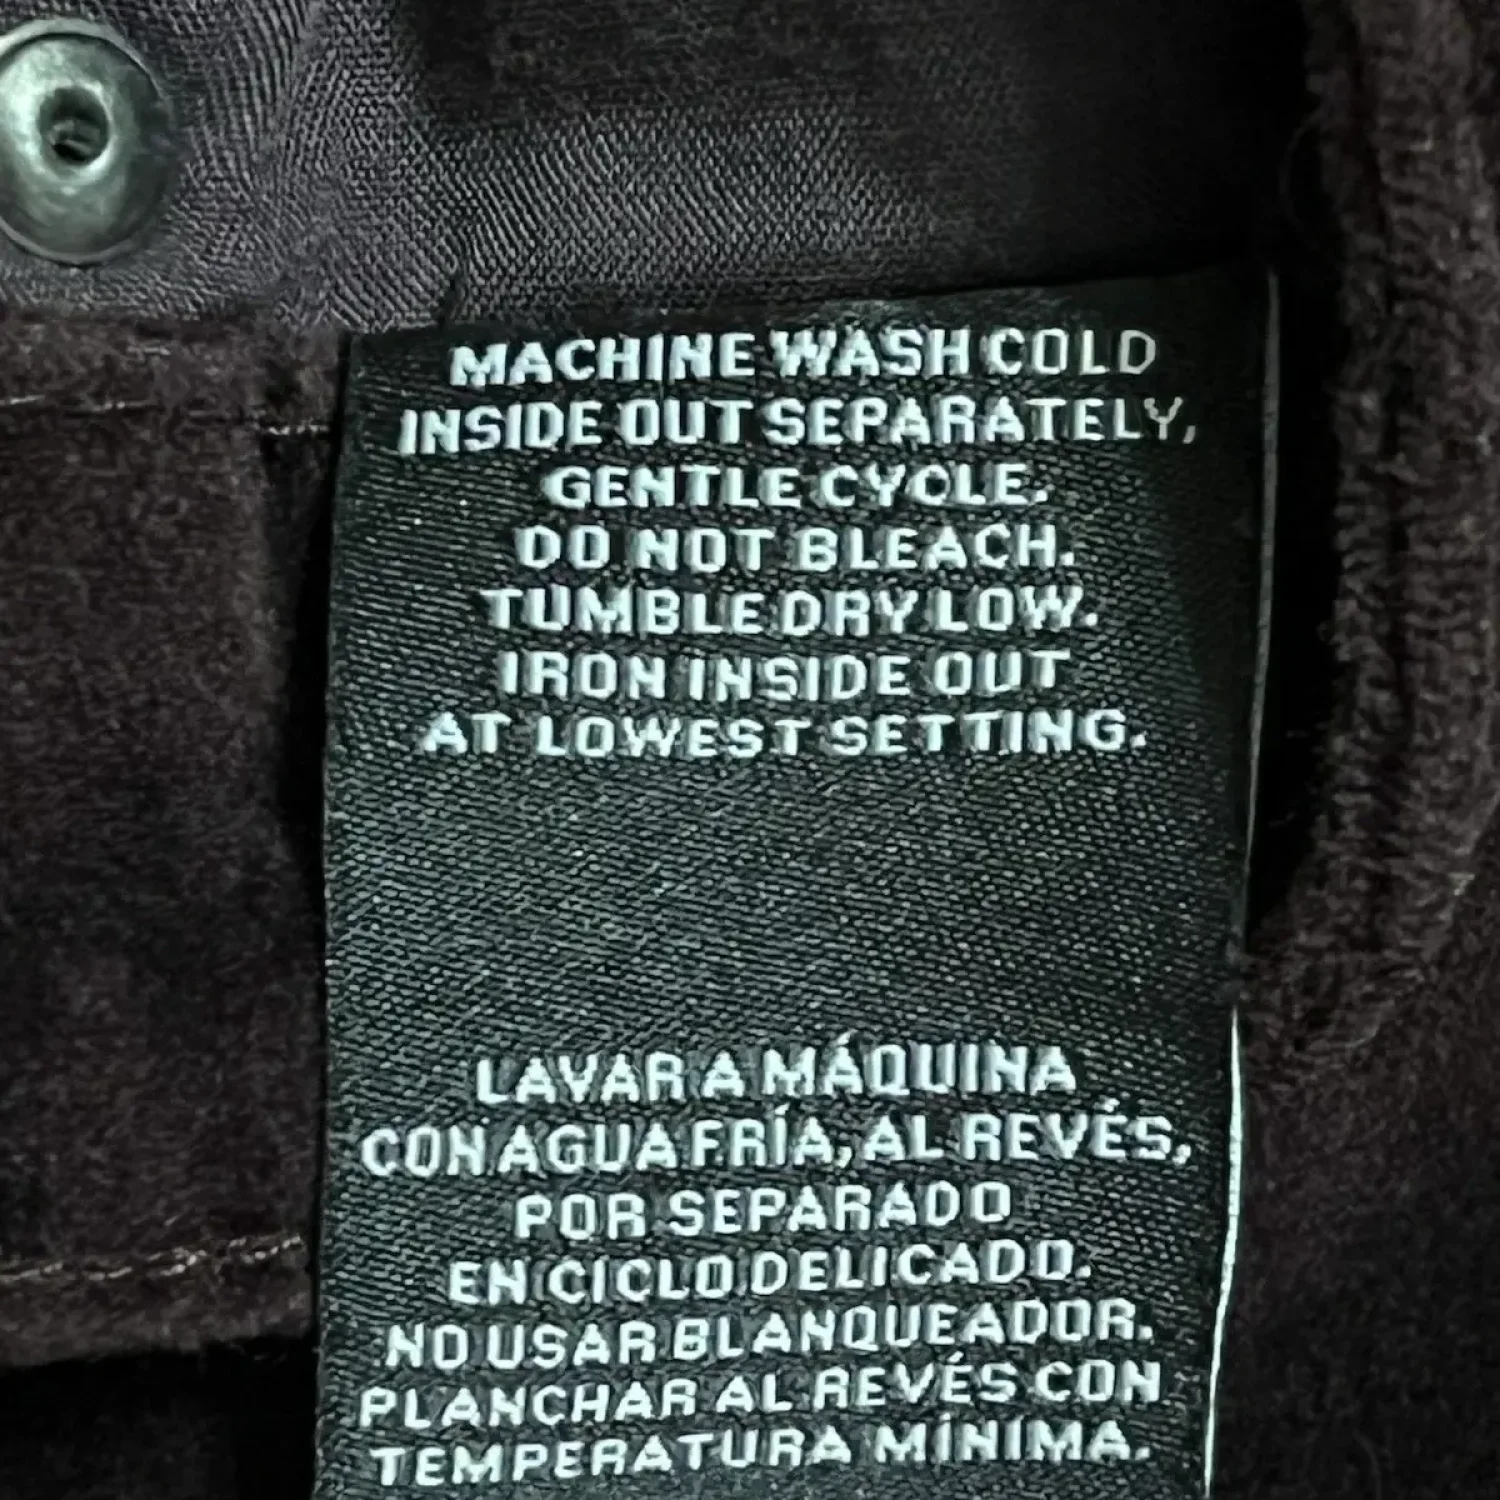 MACHINE WASH COLD
INSIDE OUT SEPARATELY,
GENTLE CYCLE.
DO NOT BLEACH.
TUMBLE DRY LOW.
IRON INSIDE OUT
AT LOWEST SETTING.
LAVAR A MÁQUINA
CON AGUA FRÍA, AL REVÉS,
POR SEPARADO
EN CICLO DELICADO.
NO USAR BLANQUEADOR.
PLANCHAR AL REVÉS CON
TEMPERATURA MÍNIMA.